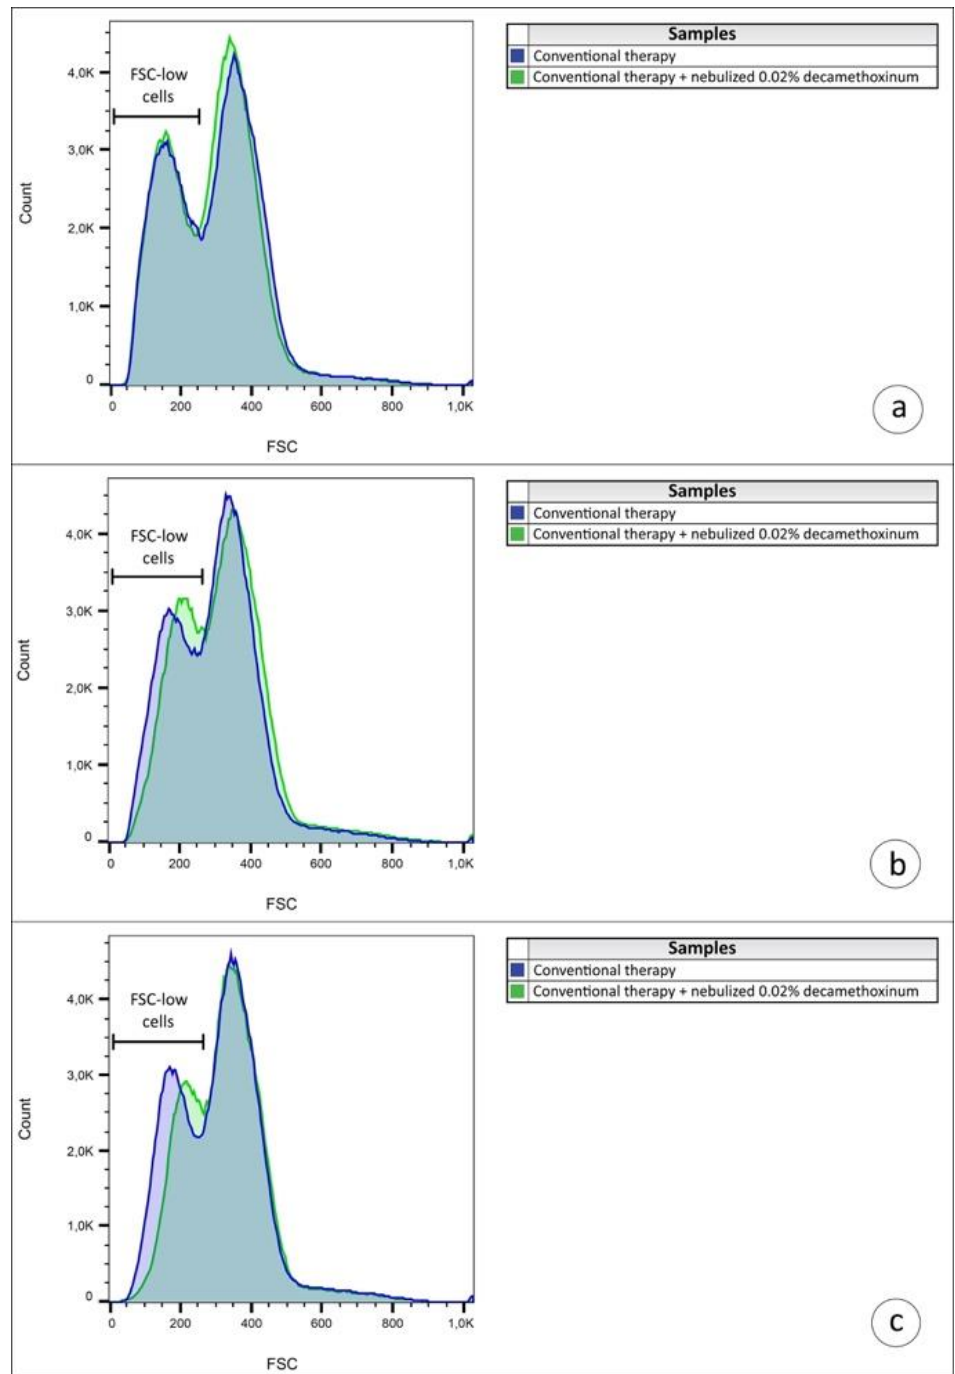 FSC-low
cells
Count
4,0K
3,0K
2,0K
1,0K
0
0 200 400 600 800 1,0K
FSC
Samples
Conventional therapy
Conventional therapy + nebulized 0.02% decamethoxinum
a
FSC-low
cells
Count
4,0K
3,0K
2,0K
1,0K
0
0 200 400 600 800 1,0K
FSC
Samples
Conventional therapy
Conventional therapy + nebulized 0.02% decamethoxinum
b
FSC-low
cells
Count
4,0K
3,0K
2,0K
1,0K
0
0 200 400 600 800 1,0K
FSC
Samples
Conventional therapy
Conventional therapy + nebulized 0.02% decamethoxinum
c